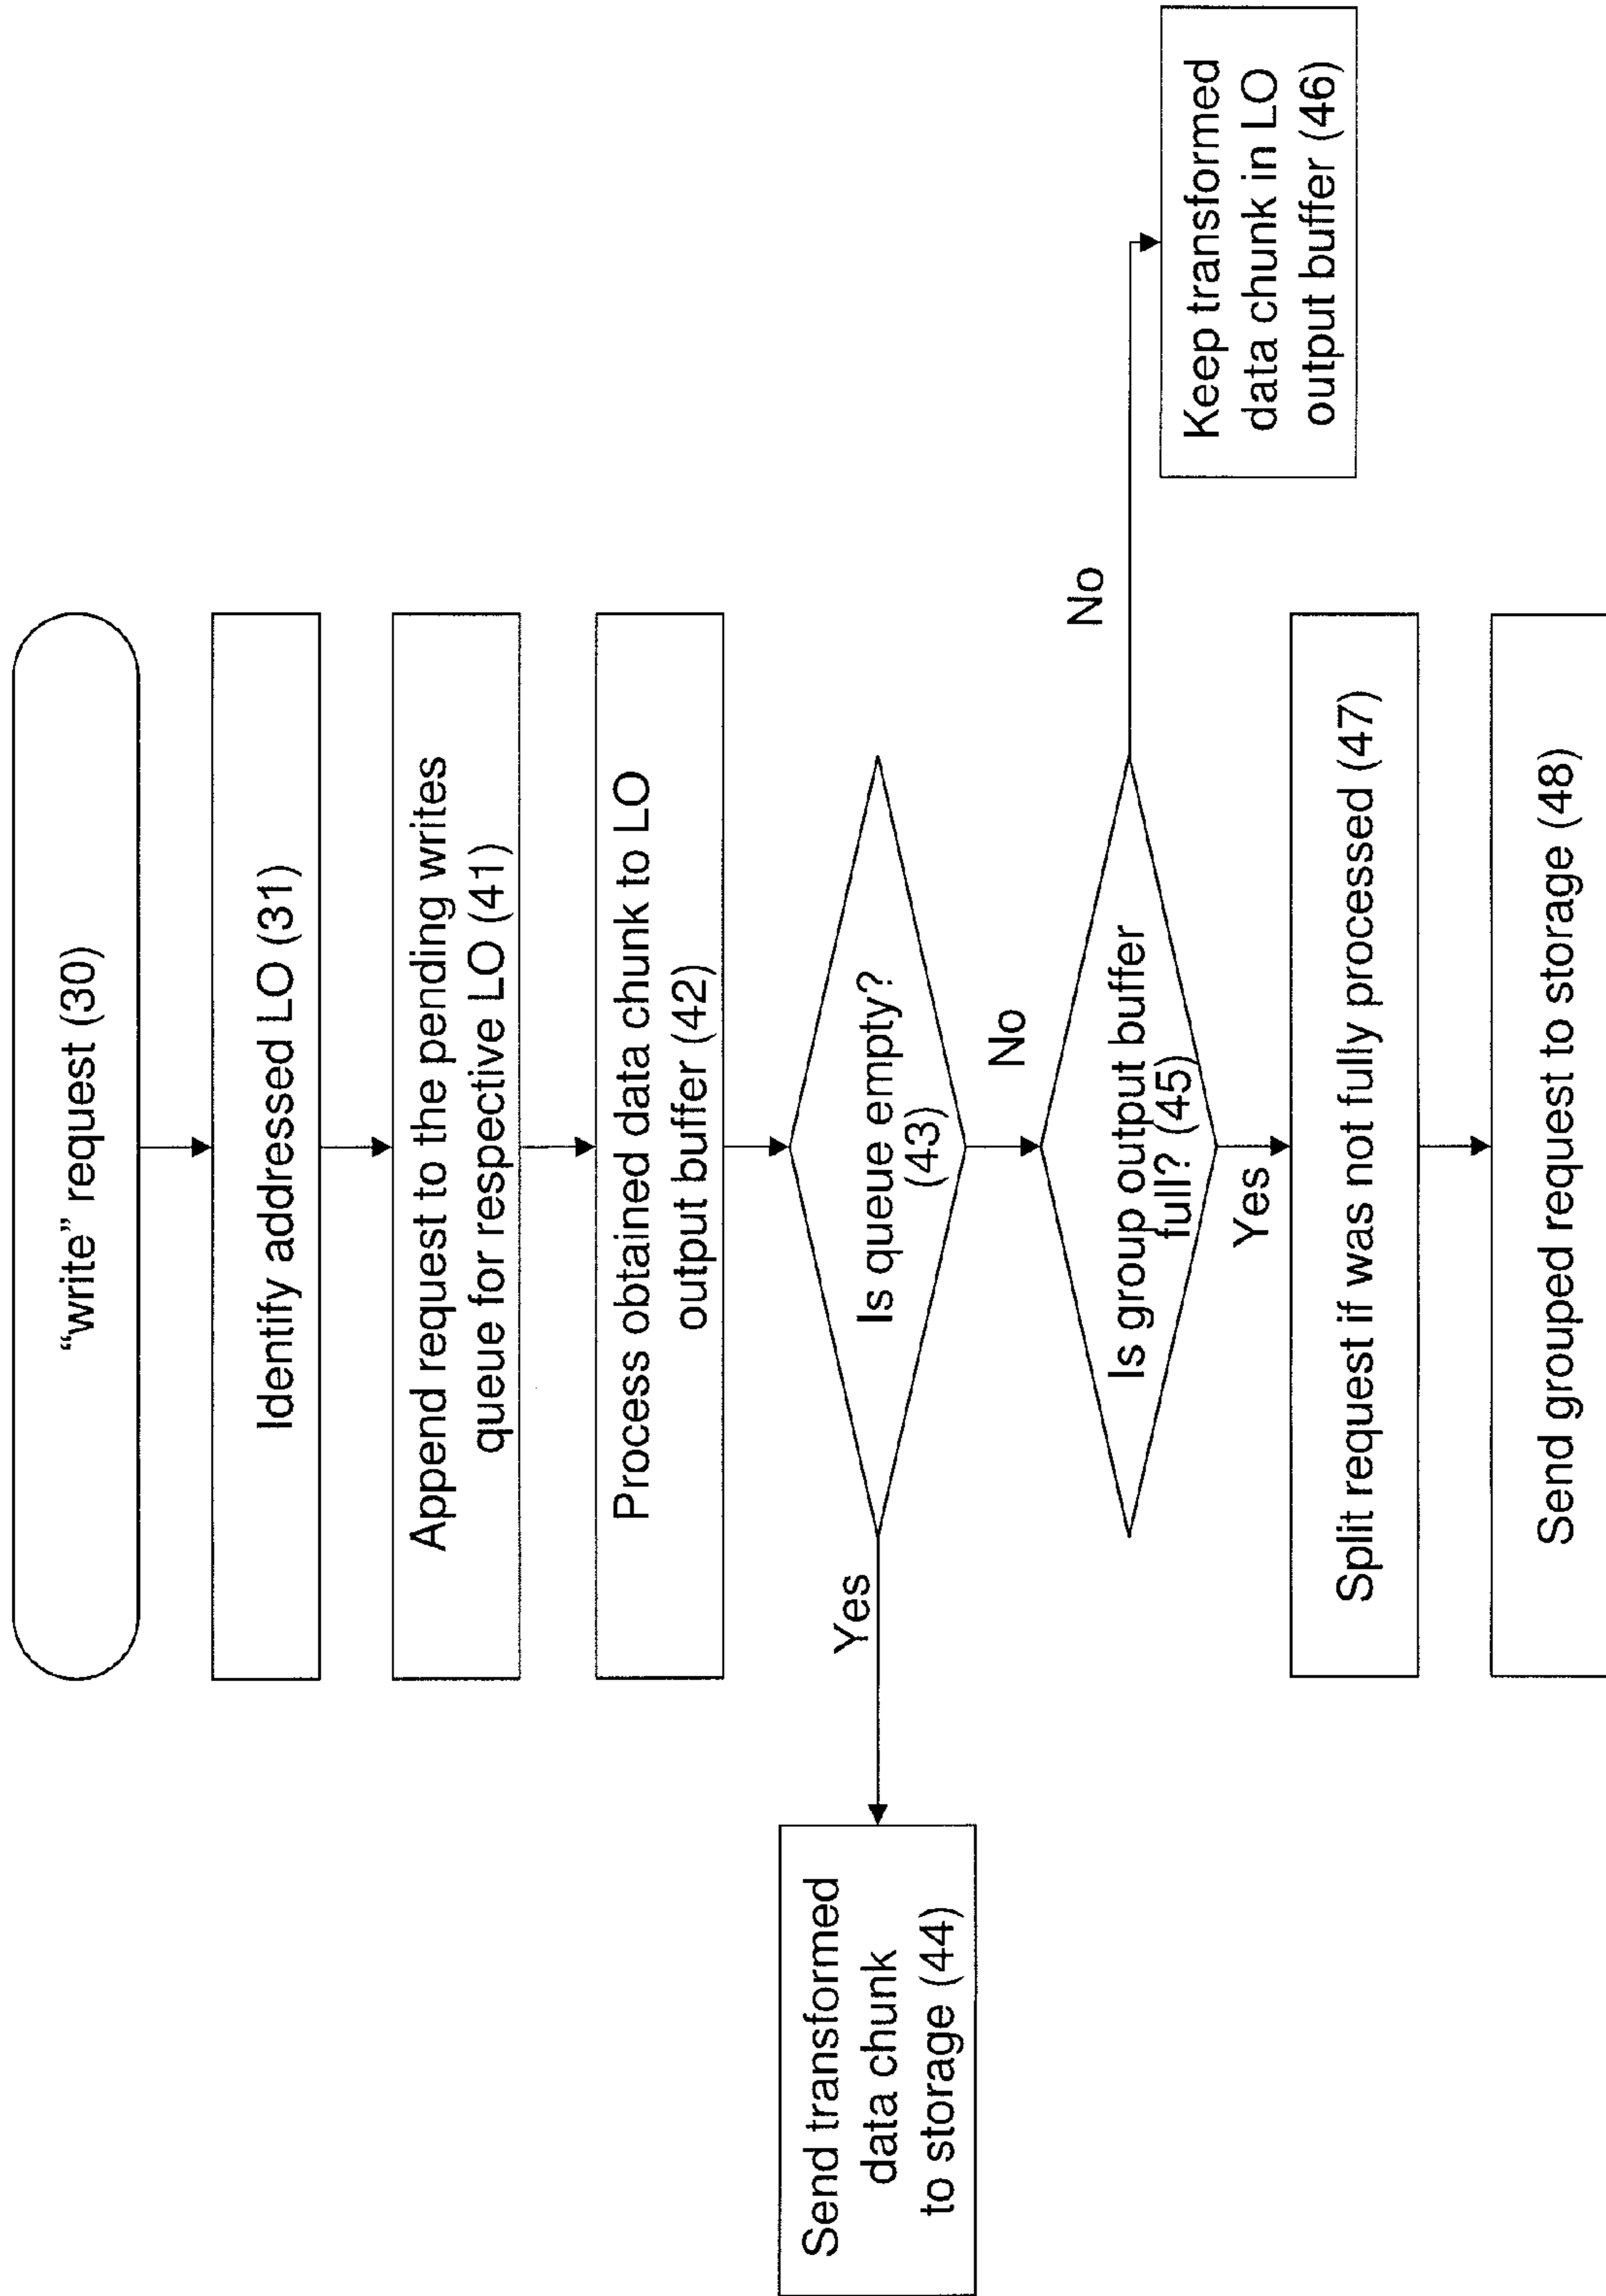 “write” request (30)
Identify addressed LO (31)
Append request to the pending writes
queue for respective LO (41)
Process obtained data chunk to LO
output buffer (42)
Is queue empty?
(43)
Yes
No
Send transformed
data chunk
to storage (44)
Is group output buffer
full? (45)
No
Yes
Keep transformed
data chunk in LO
output buffer (46)
Split request if was not fully processed (47)
Send grouped request to storage (48)